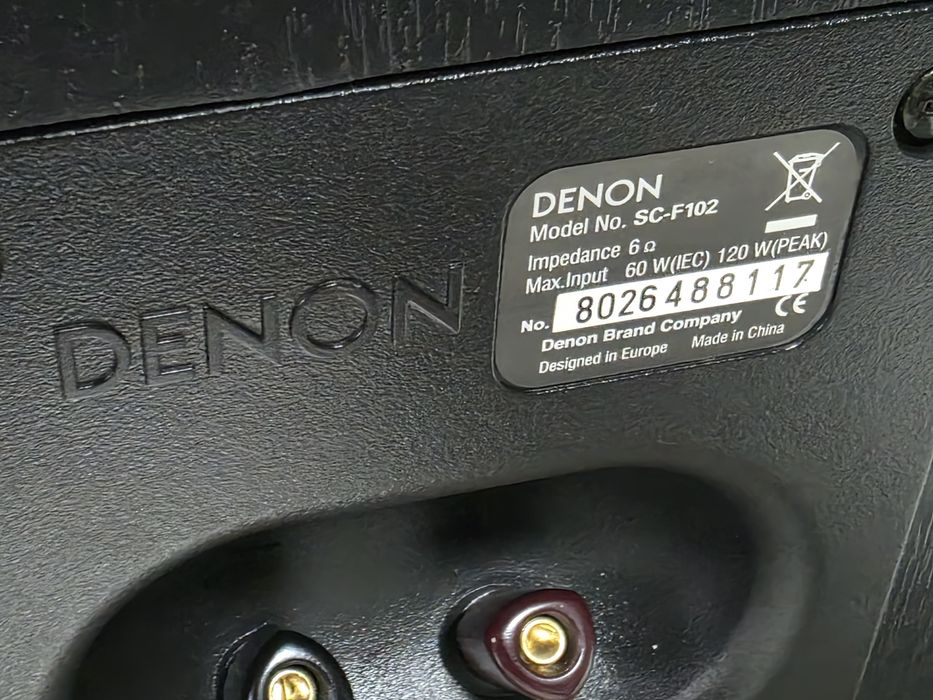 DENON
DENON
Model No. SC-F102
Impedance 6 Ω
Max.Input 60 W(IEC) 120 W(PEAK)
No. 8026488117
Denon Brand Company
Designed in Europe Made in China
CE